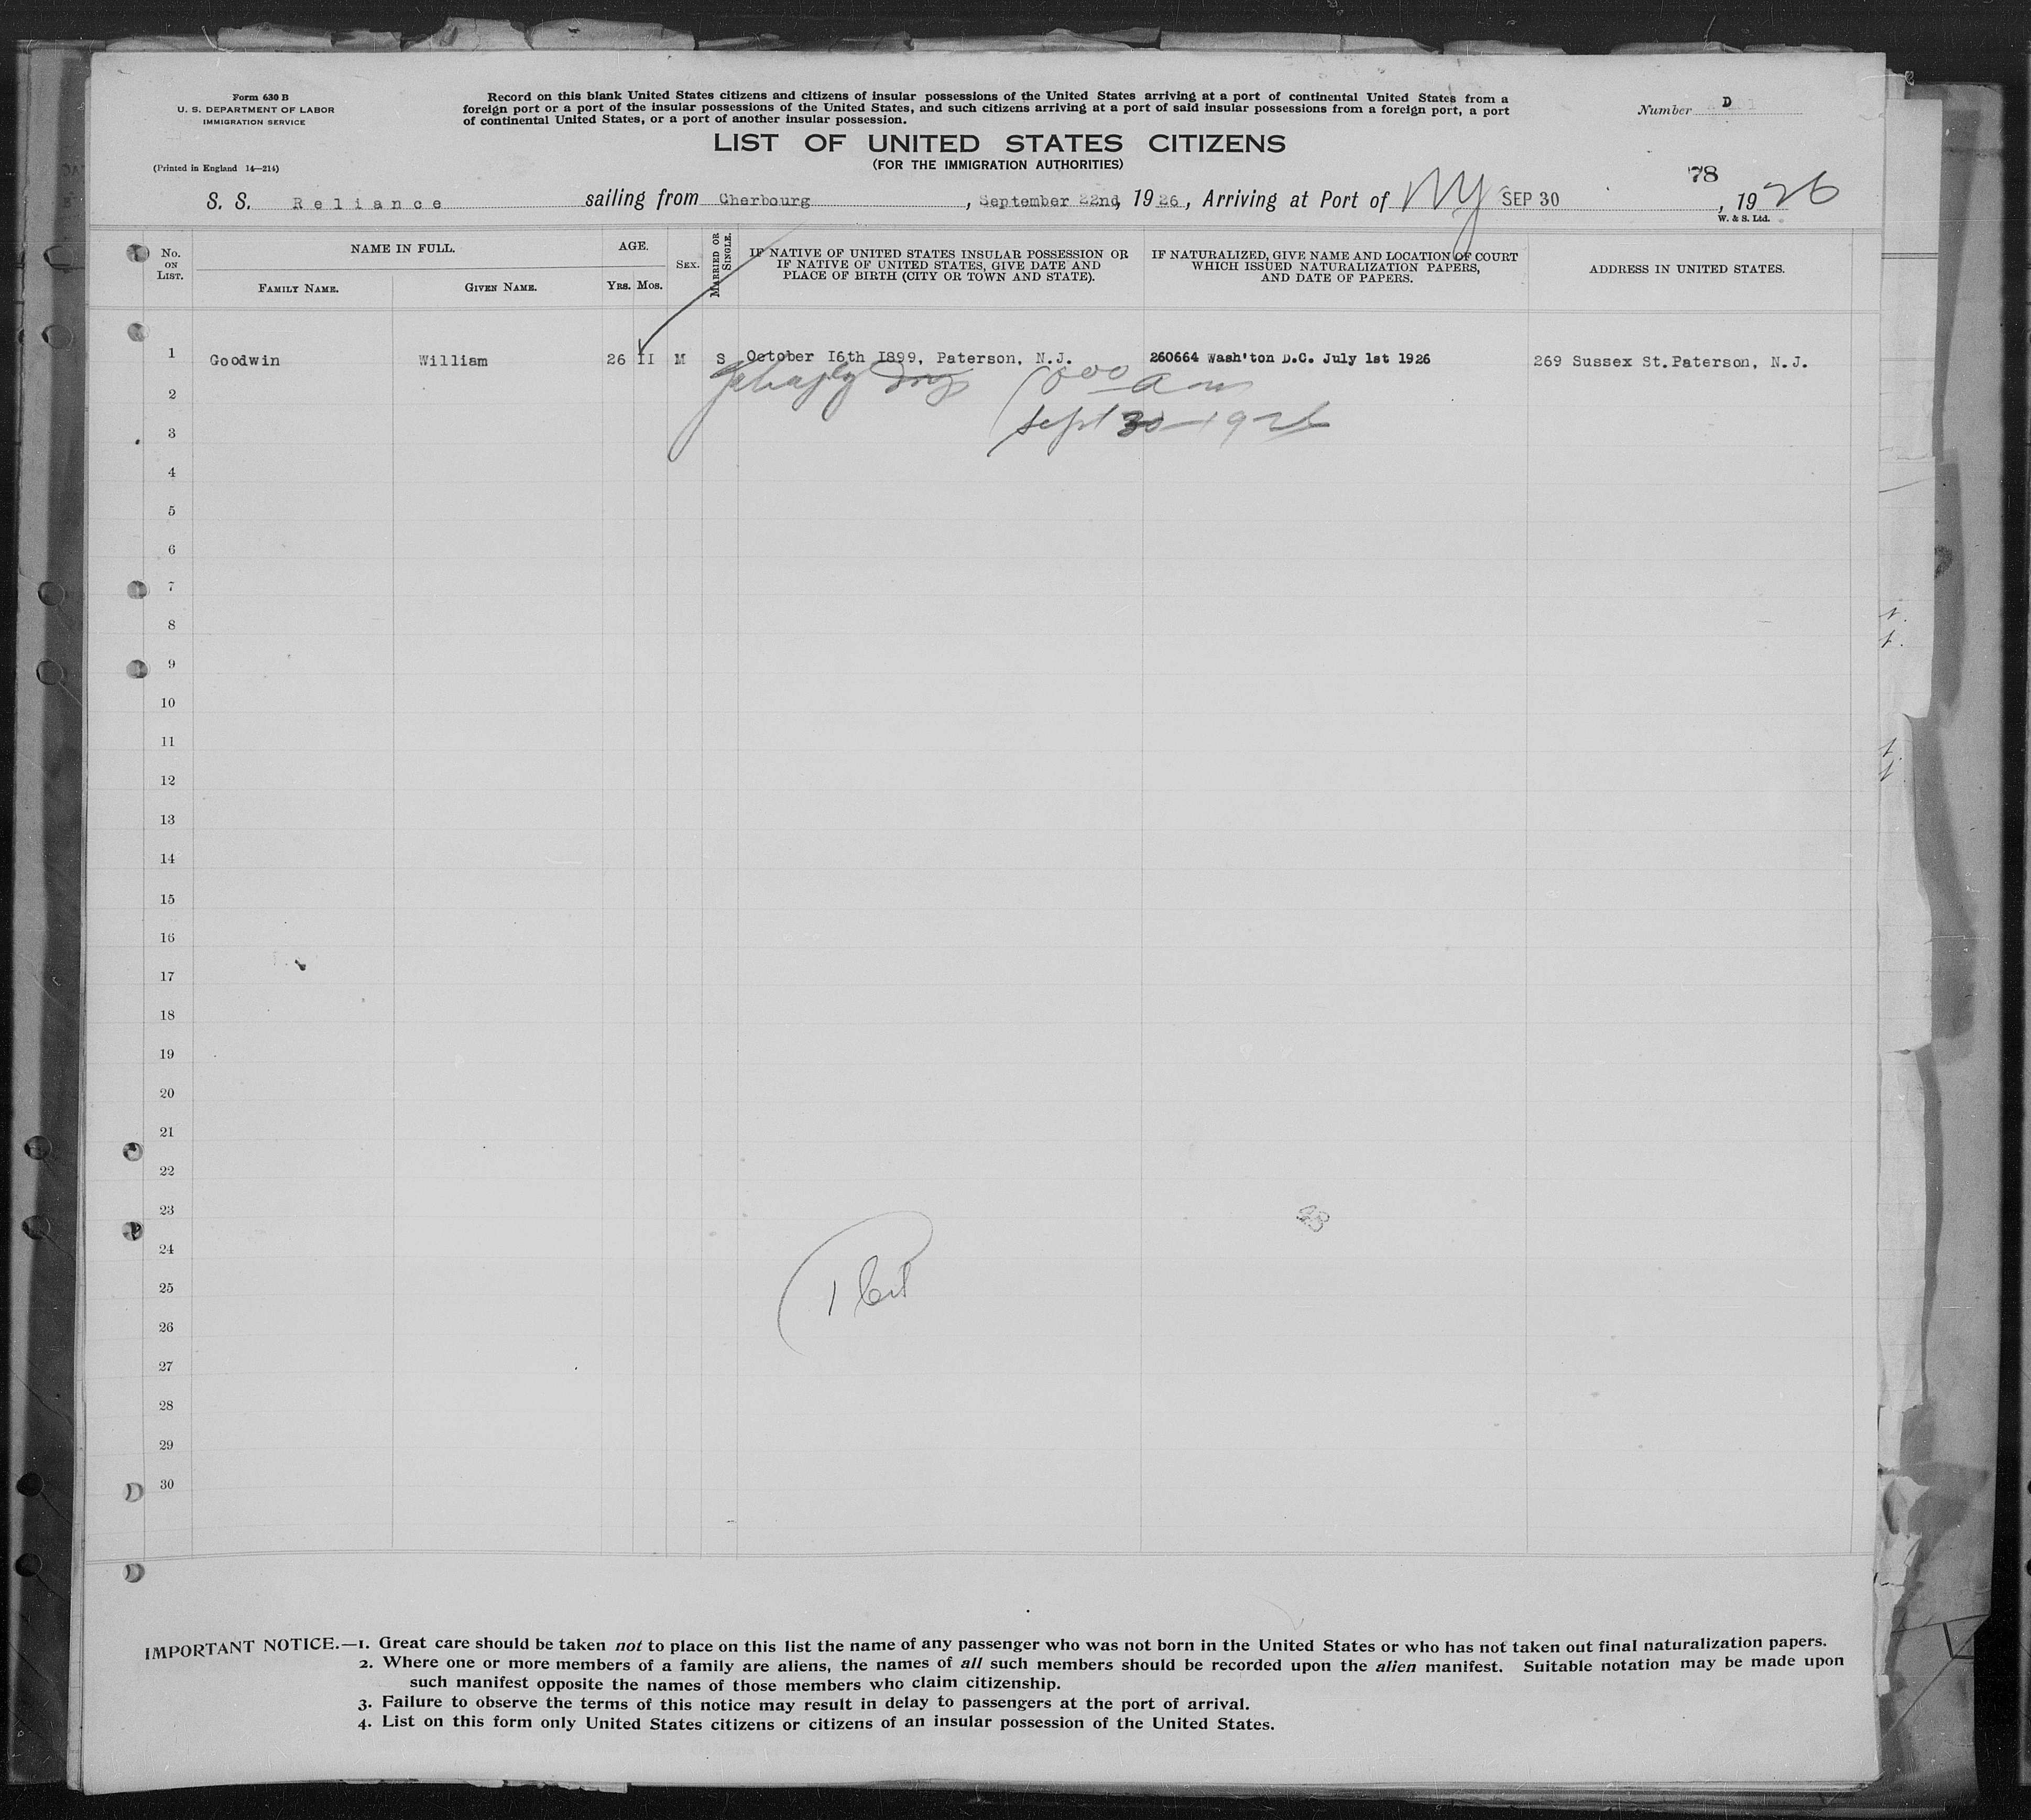 Form 630 B
U. S. DEPARTMENT OF LABOR
IMMIGRATION SERVICE
(Printed in England 14—214)
Record on this blank United States citizens and citizens of insular possessions of the United States arriving at a port of continental United States from a
foreign port or a port of the insular possessions of the United States, and such citizens arriving at a port of said insular possessions from a foreign port, a port
of continental United States, or a port of another insular possession.
Number D
LIST OF UNITED STATES CITIZENS
(FOR THE IMMIGRATION AUTHORITIES)
78
S. S. Reliance sailing from Cherbourg, September 22nd, 1926, Arriving at Port of NY SEP 30, 1926
W. & S. Ltd.
No. ON LIST. NAME IN FULL. AGE. SEX. MARRIED OR SINGLE. IF NATIVE OF UNITED STATES INSULAR POSSESSION OR IF NATIVE OF UNITED STATES, GIVE DATE AND PLACE OF BIRTH (CITY OR TOWN AND STATE). IF NATURALIZED, GIVE NAME AND LOCATION OF COURT WHICH ISSUED NATURALIZATION PAPERS, AND DATE OF PAPERS. ADDRESS IN UNITED STATES.
FAMILY NAME. GIVEN NAME. YRS. MOS.
1 Goodwin William 26 II M S October I6th I899, Paterson, N.J. 260664 Wash'ton D.C. July 1st 1926 269 Sussex St.Paterson, N.J.
2
Sept 30-1926
3
4
5
6
7
8
9
10
11
12
13
14
15
16
17
18
19
20
21
22
23
24
25
26
27
28
29
30
IMPORTANT NOTICE.—1. Great care should be taken not to place on this list the name of any passenger who was not born in the United States or who has not taken out final naturalization papers.
2. Where one or more members of a family are aliens, the names of all such members should be recorded upon the alien manifest. Suitable notation may be made upon
such manifest opposite the names of those members who claim citizenship.
3. Failure to observe the terms of this notice may result in delay to passengers at the port of arrival.
4. List on this form only United States citizens or citizens of an insular possession of the United States.